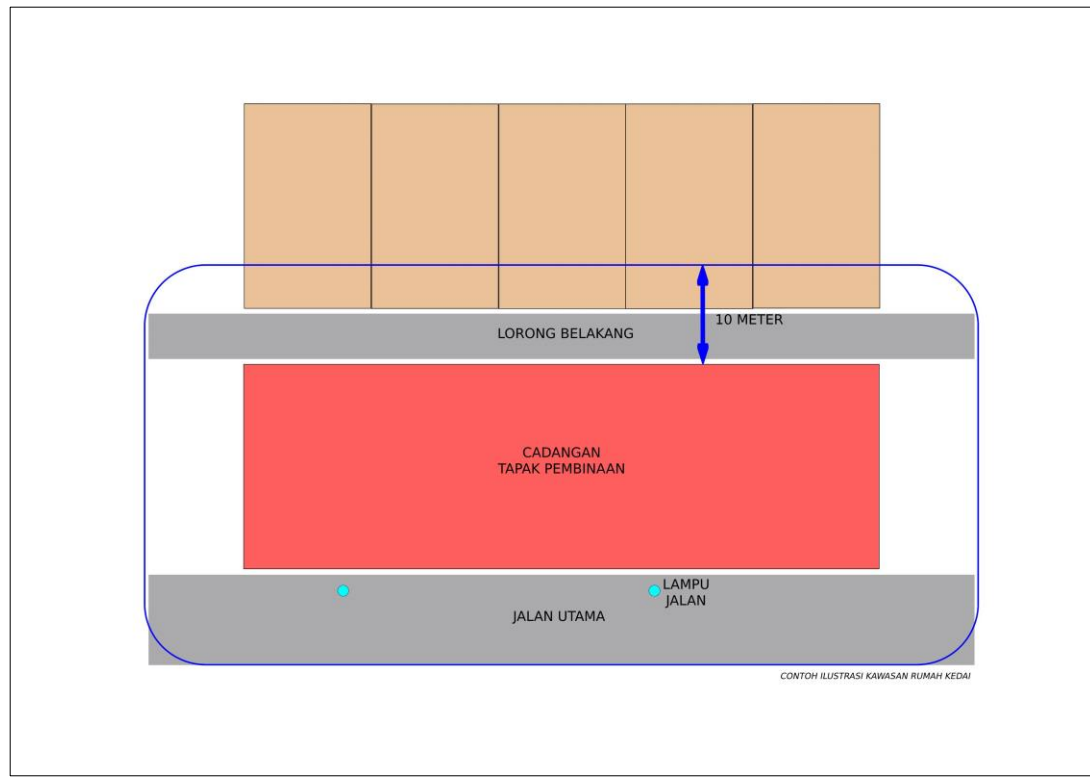 10 METER
LORONG BELAKANG
CADANGAN
TAPAK PEMBINAAN
LAMPU
JALAN
JALAN UTAMA
CONTOH ILUSTRASI KAWASAN RUMAH KEDAI